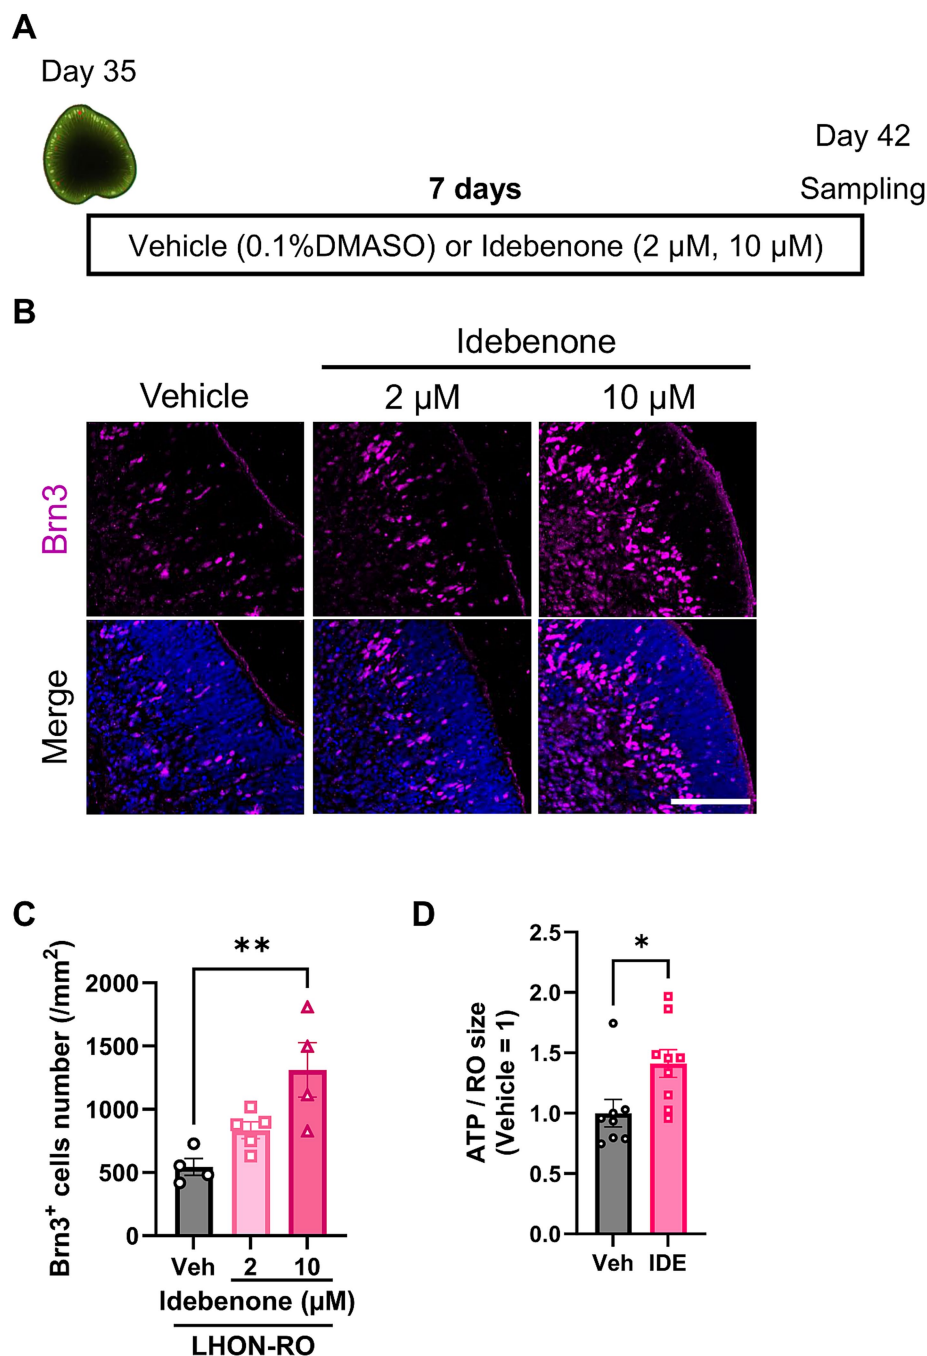 A
Day 35
Day 42
7 days
Sampling
Vehicle (0.1%DMASO) or Idebenone (2 µM, 10 µM)
B
Idebenone
Vehicle
2 µM
10 µM
Brn3
Merge
C
Brn3+ cells number (/mm2)
**
2000
1500
1000
500
0
Veh
2
10
Idebenone (µM)
LHON-RO
D
ATP / RO size
(Vehicle = 1)
*
2.5
2.0
1.5
1.0
0.5
0.0
Veh
IDE